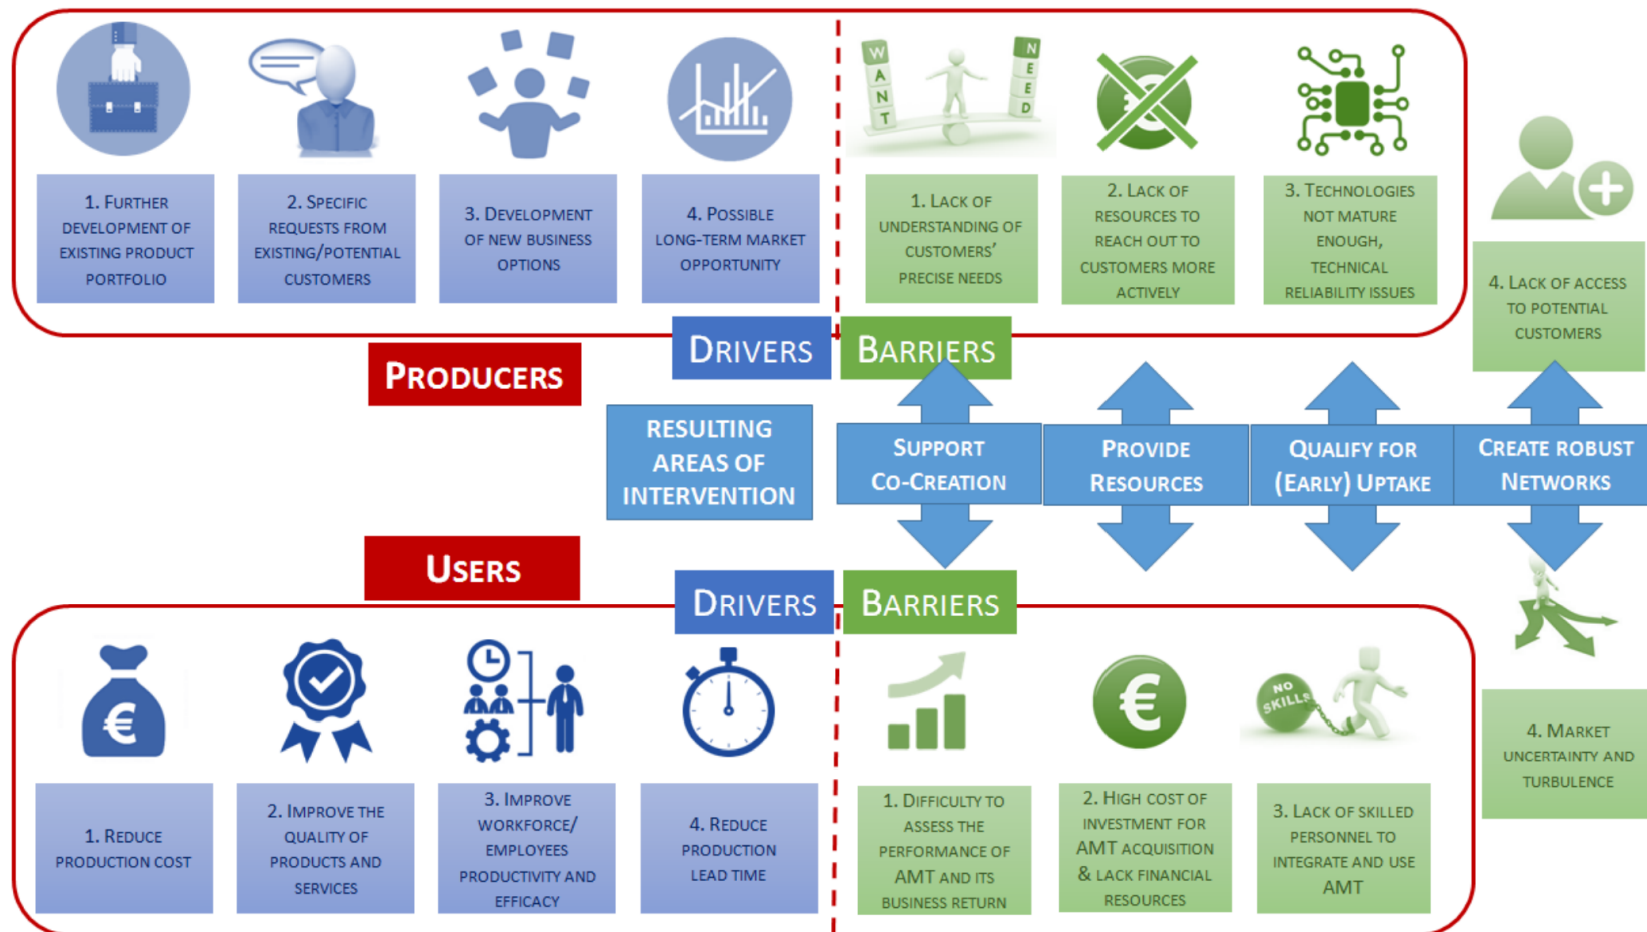 WANT
NEED
1. Further
development of
existing product
portfolio
2. Specific
requests from
existing/potential
customers
3. Development
of new business
options
4. Possible
long-term market
opportunity
1. Lack of
understanding of
customers'
precise needs
2. Lack of
resources to
reach out to
customers more
actively
3. Technologies
not mature
enough,
technical
reliability issues
4. Lack of access
to potential
customers
Drivers
Barriers
Producers
Resulting
Areas of
Intervention
Support
Co-Creation
Provide
Resources
Qualify for
(Early) Uptake
Create robust
Networks
Users
Drivers
Barriers
€
€
NO
SKILLS
1. Reduce
production cost
2. Improve the
quality of
products and
services
3. Improve
workforce/
employees
productivity and
efficacy
4. Reduce
production
lead time
1. Difficulty to
assess the
performance of
AMT and its
business return
2. High cost of
investment for
AMT acquisition
& lack financial
resources
3. Lack of skilled
personnel to
integrate and use
AMT
4. Market
uncertainty and
turbulence